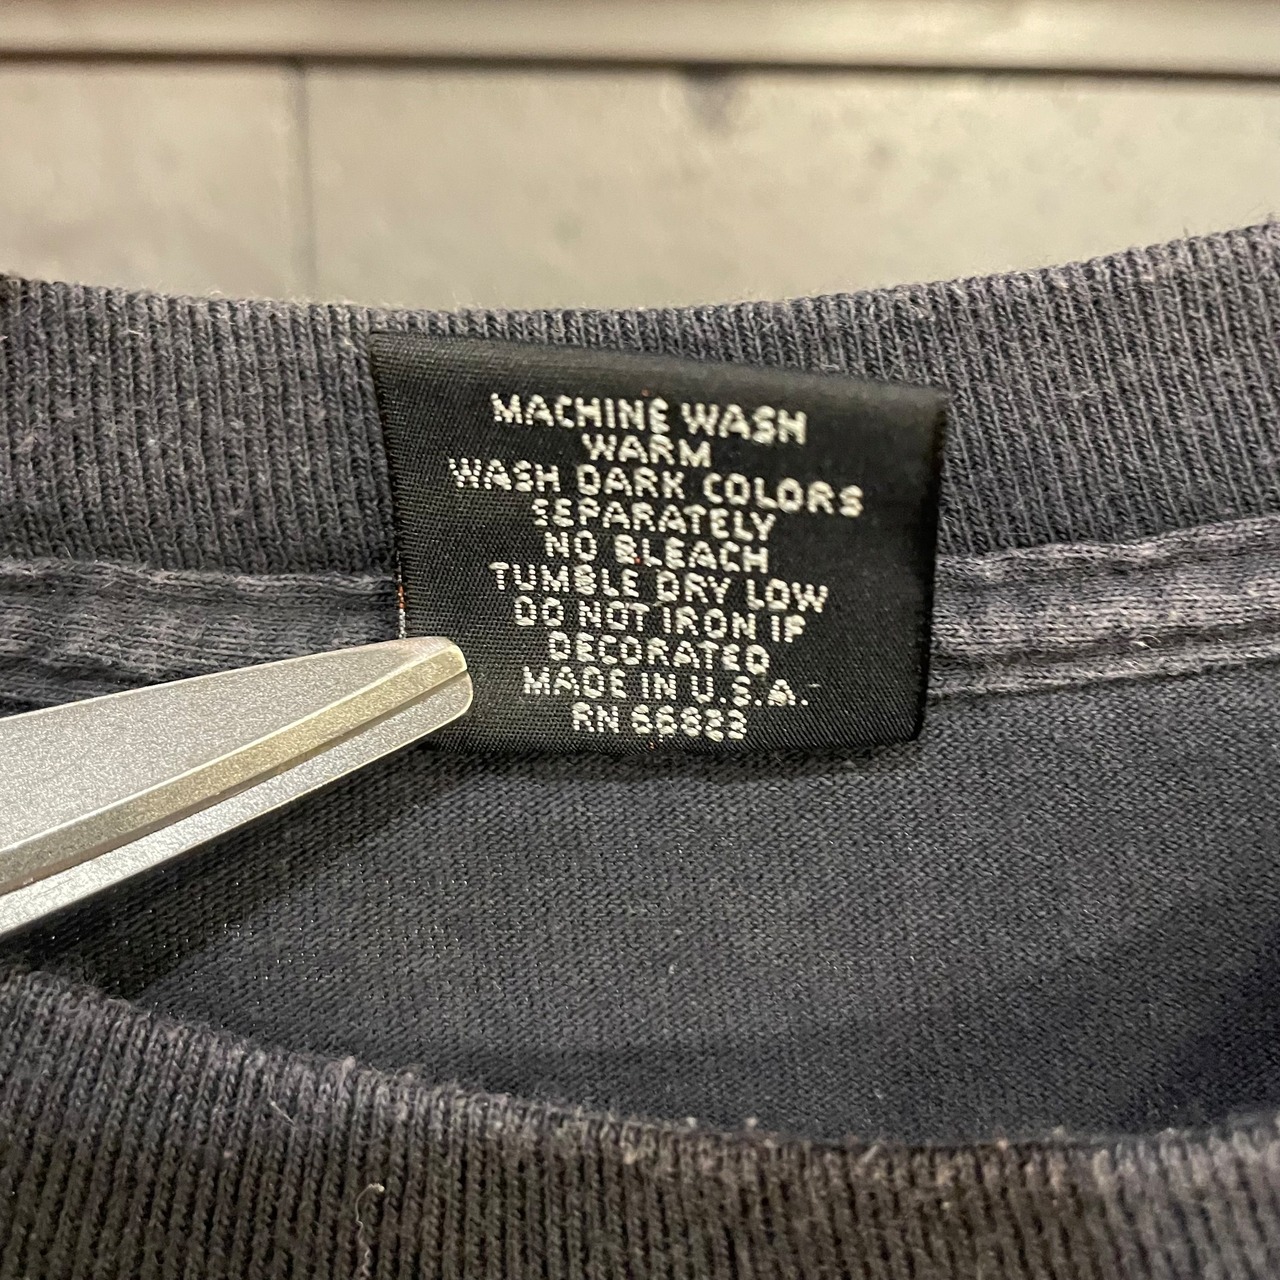 MACHINE WASH
WARM
WASH DARK COLORS
SEPARATELY
NO BLEACH
TUMBLE DRY LOW
DO NOT IRON IF
DECORATED
MADE IN U.S.A.
RN 66822